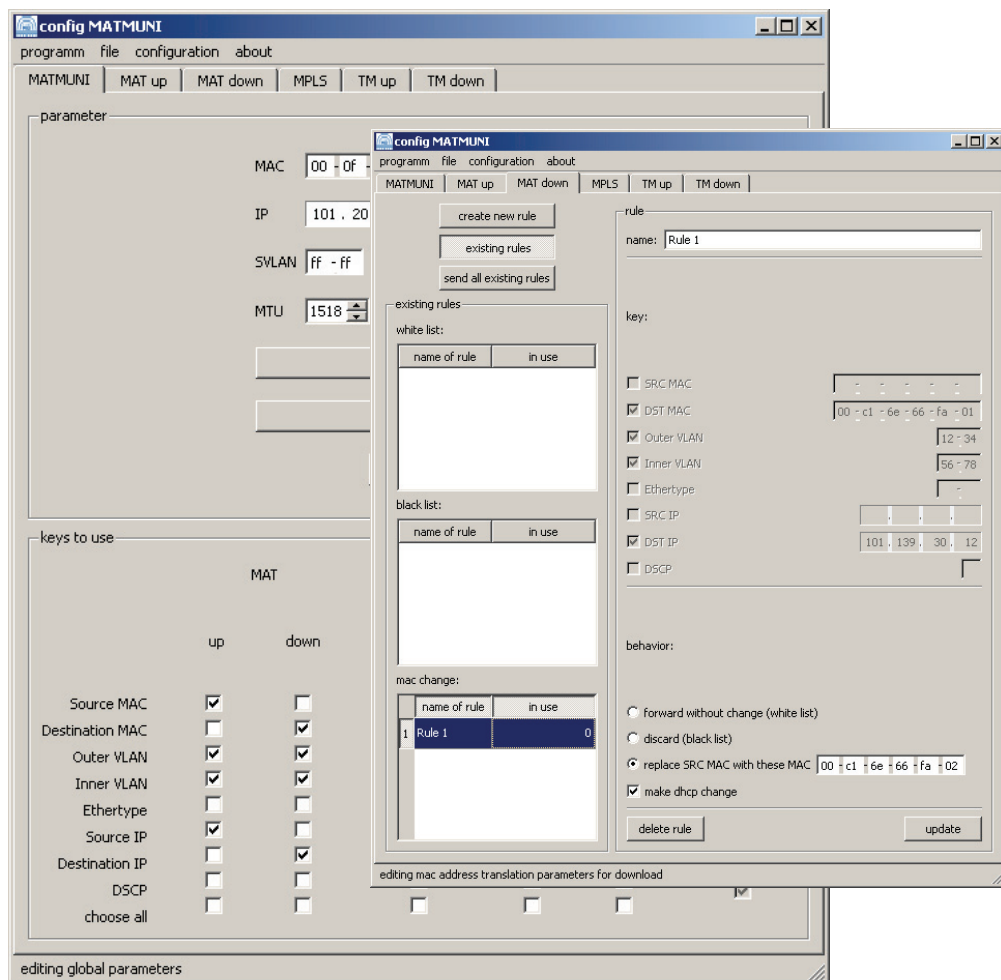 config MATMUNI
programm file configuration about
MATMUNI MAT up MAT down MPLS TM up TM down
parameter
MAC 00 - 0f -
IP 101 . 20
SVLAN ff - ff
MTU 1518
keys to use
MAT
up down
Source MAC
Destination MAC
Outer VLAN
Inner VLAN
Ethertype
Source IP
Destination IP
DSCP
choose all
editing global parameters
config MATMUNI
programm file configuration about
MATMUNI MAT up MAT down MPLS TM up TM down
create new rule
existing rules
send all existing rules
existing rules
white list:
name of rule in use
black list:
name of rule in use
mac change:
name of rule in use
1 Rule 1 0
rule
name: Rule 1
key:
SRC MAC - - - - -
DST MAC 00 - c1 - 6e - 66 - fa - 01
Outer VLAN 12 - 34
Inner VLAN 56 - 78
Ethertype -
SRC IP . . .
DST IP 101 . 139 . 30 . 12
DSCP
behavior:
forward without change (white list)
discard (black list)
replace SRC MAC with these MAC 00 - c1 - 6e - 66 - fa - 02
make dhcp change
delete rule update
editing mac address translation parameters for download